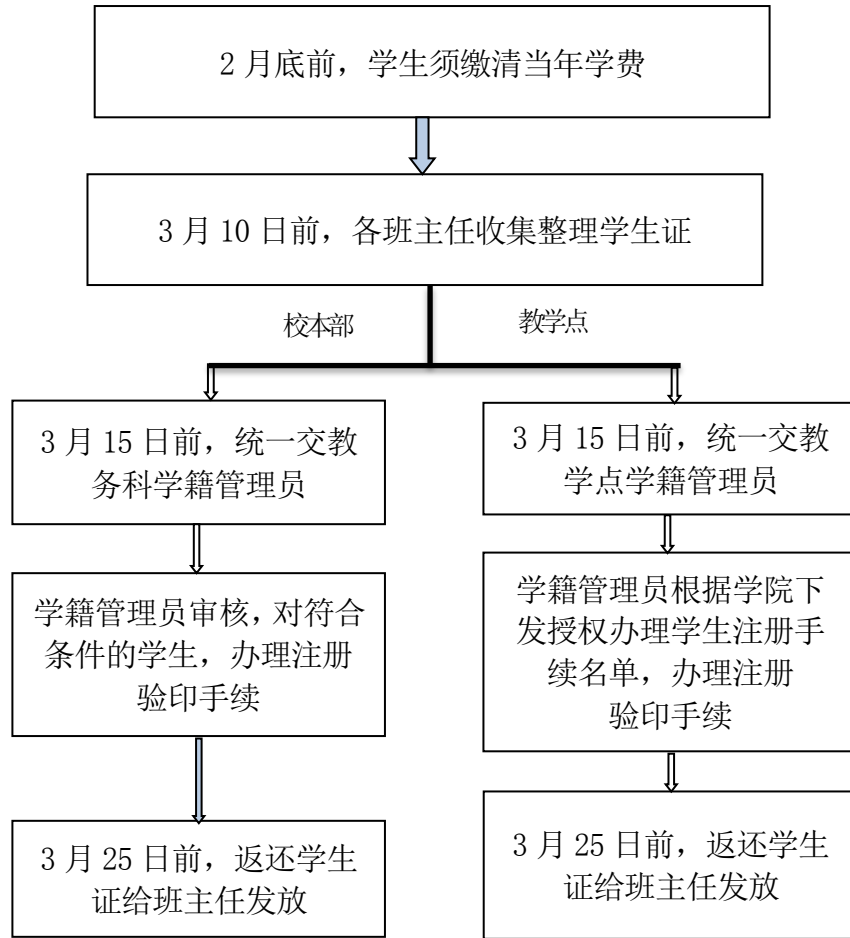 2 月底前，学生须缴清当年学费
3 月 10 日前，各班主任收集整理学生证
校本部
教学点
3 月 15 日前，统一交教
务科学籍管理员
学籍管理员审核，对符合
条件的学生，办理注册
验印手续
3 月 25 日前，返还学生
证给班主任发放
3 月 15 日前，统一交教
学点学籍管理员
学籍管理员根据学院下
发授权办理学生注册手
续名单，办理注册
验印手续
3 月 25 日前，返还学生
证给班主任发放